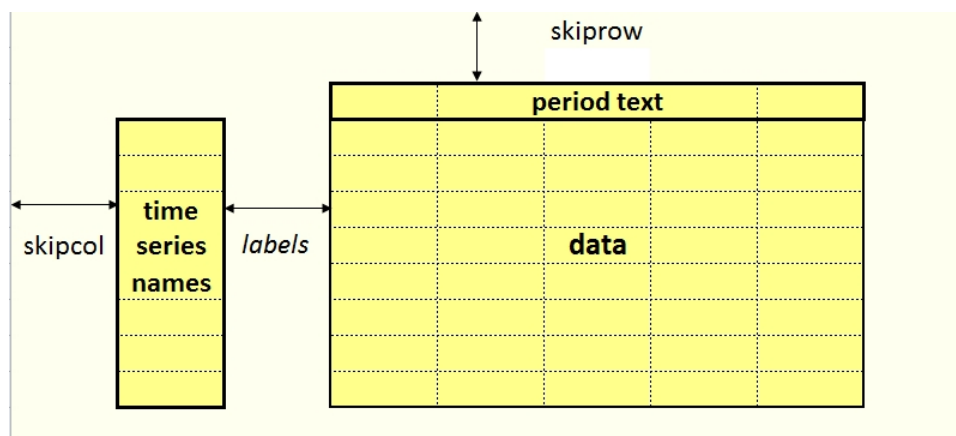 skiprow
period text
time
series
names
skipcol
labels
data